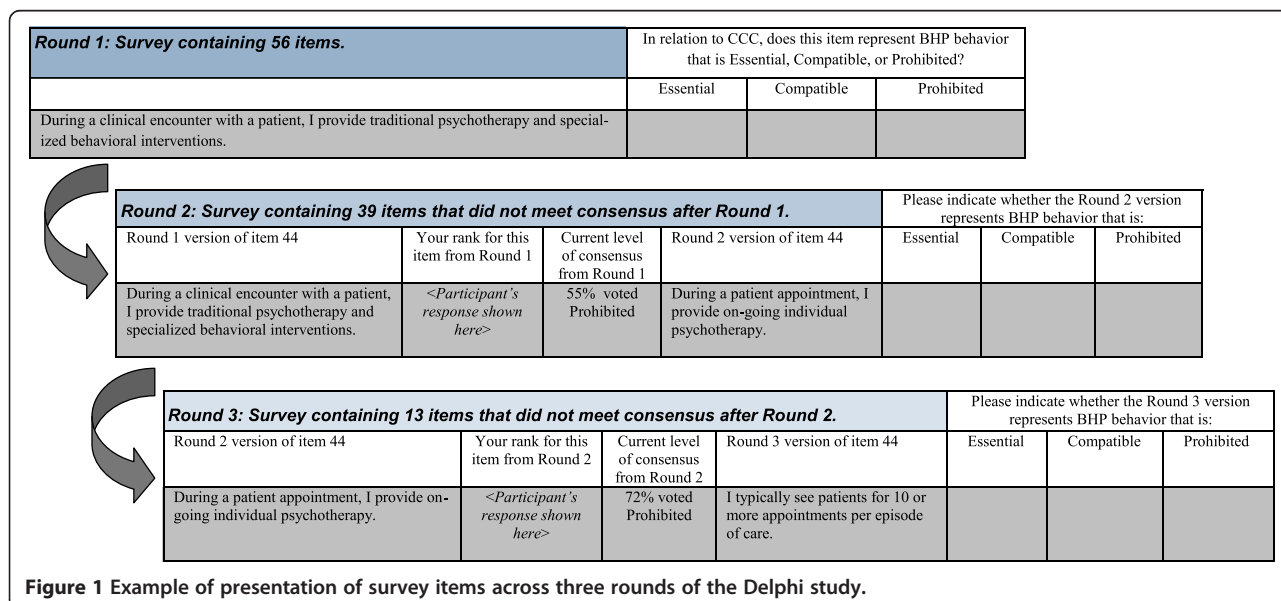 Round 1: Survey containing 56 items.
In relation to CCC, does this item represent BHP behavior
that is Essential, Compatible, or Prohibited?
Essential Compatible Prohibited
During a clinical encounter with a patient, I provide traditional psychotherapy and special-
ized behavioral interventions.
Round 2: Survey containing 39 items that did not meet consensus after Round 1.
Please indicate whether the Round 2 version
represents BHP behavior that is:
Round 1 version of item 44
Your rank for this
item from Round 1
Current level
of consensus
from Round 1
Round 2 version of item 44
Essential Compatible Prohibited
During a clinical encounter with a patient,
I provide traditional psychotherapy and
specialized behavioral interventions.
<Participant's
response shown
here>
55% voted
Prohibited
During a patient appointment, I
provide on-going individual
psychotherapy.
Round 3: Survey containing 13 items that did not meet consensus after Round 2.
Please indicate whether the Round 3 version
represents BHP behavior that is:
Round 2 version of item 44
Your rank for this
item from Round 2
Current level
of consensus
from Round 2
Round 3 version of item 44
Essential Compatible Prohibited
During a patient appointment, I provide on-
going individual psychotherapy.
<Participant's
response shown
here>
72% voted
Prohibited
I typically see patients for 10 or
more appointments per episode
of care.
Figure 1 Example of presentation of survey items across three rounds of the Delphi study.